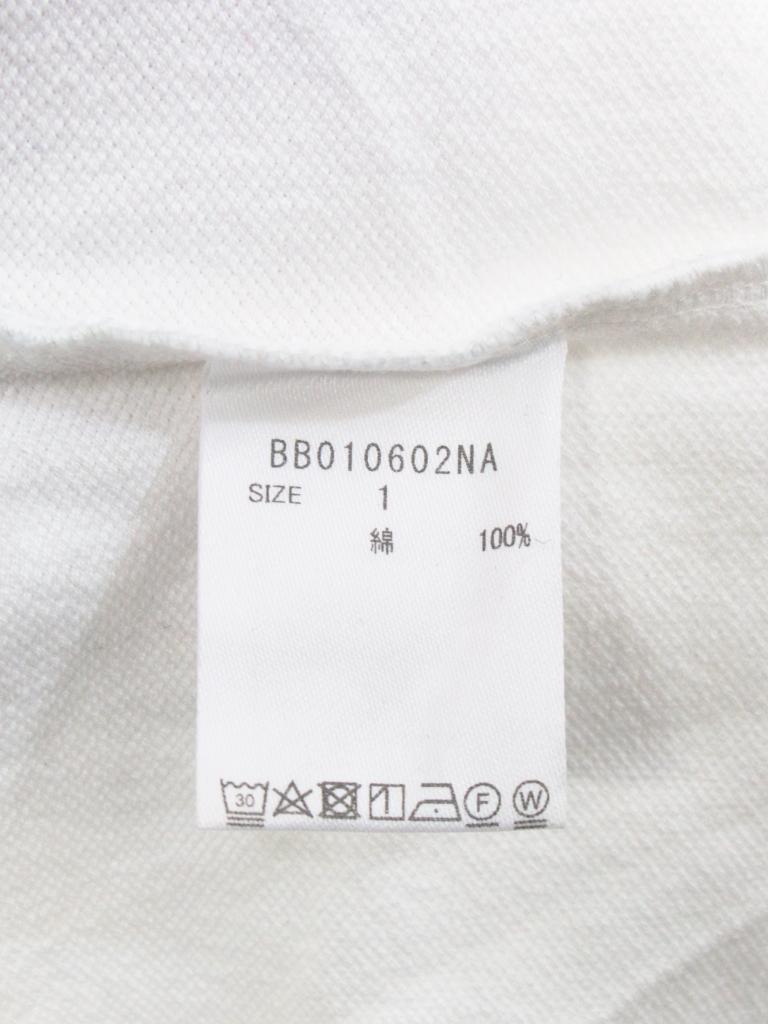 BB010602NA
SIZE 1
綿 100%
30 F W